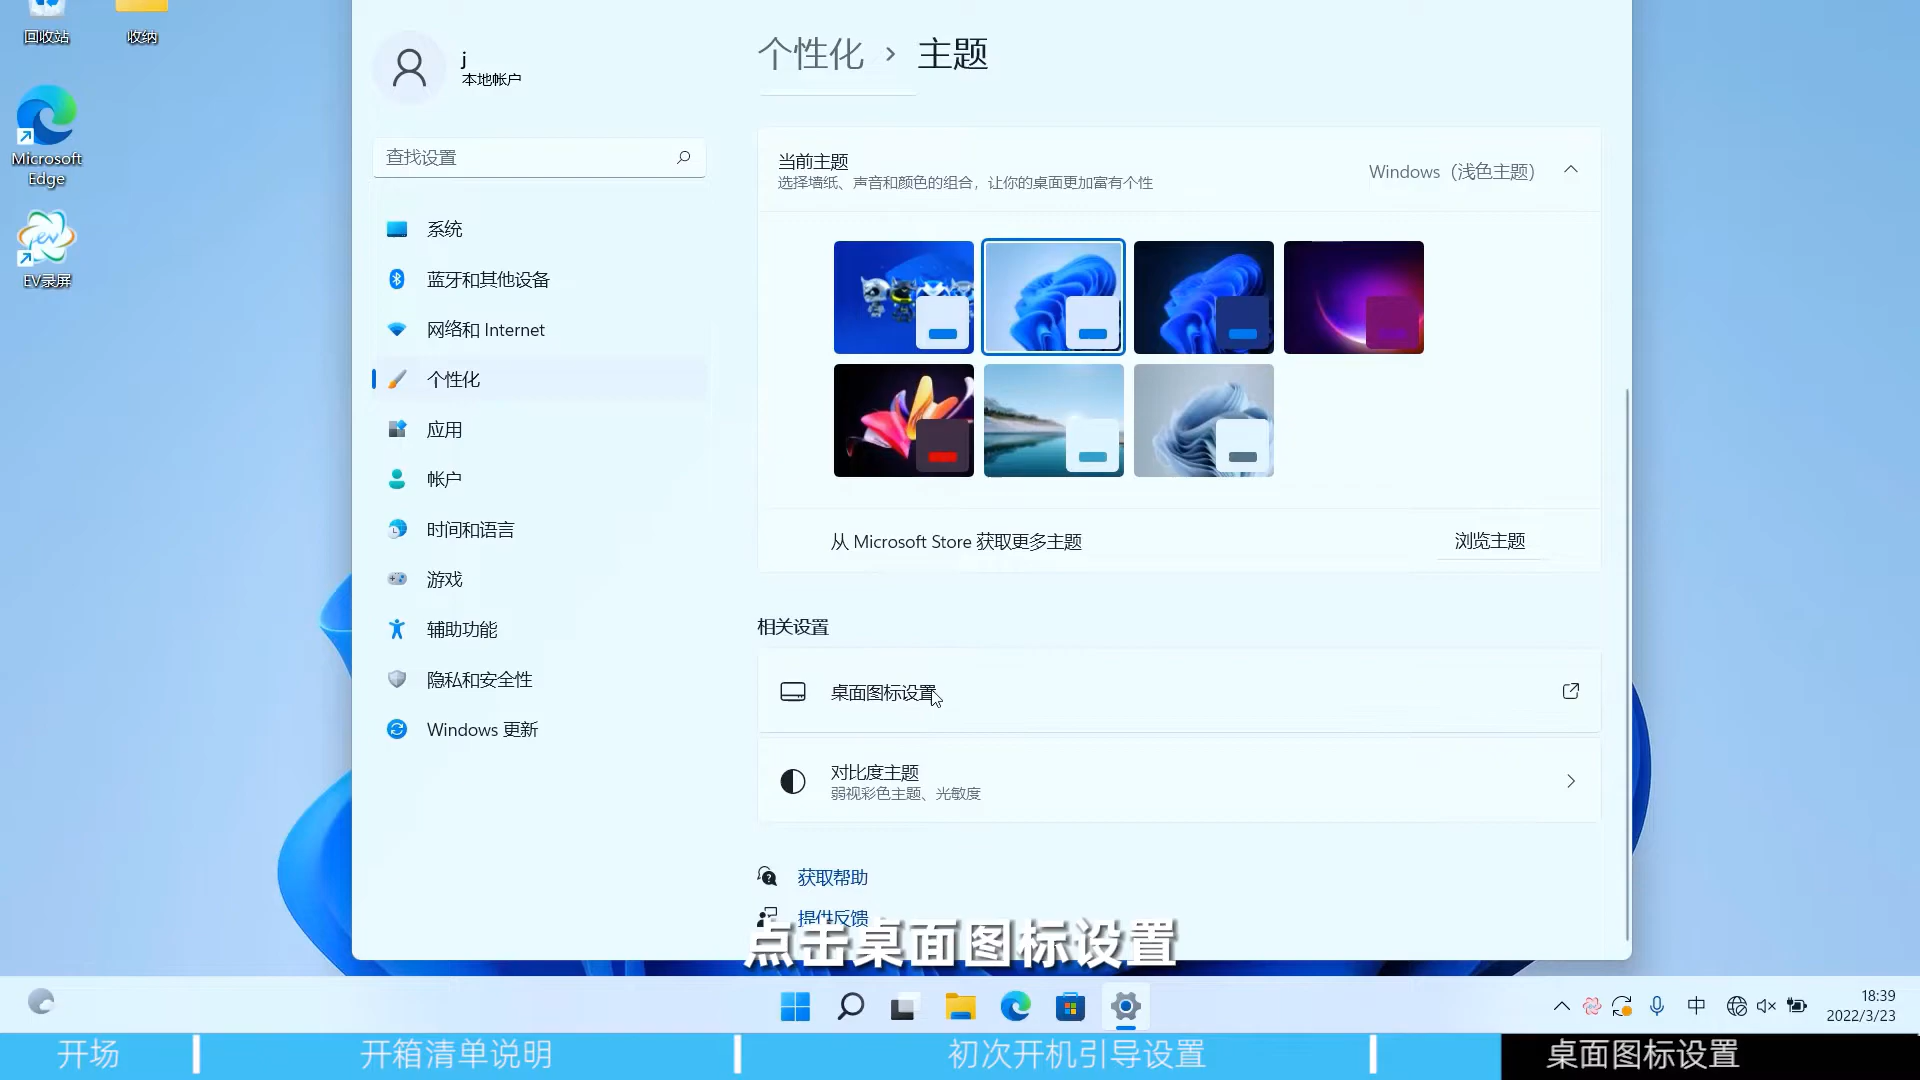 回收站
收纳
Microsoft
Edge
EV录屏
j
本地帐户
查找设置
系统
蓝牙和其他设备
网络和 Internet
个性化
应用
帐户
时间和语言
游戏
辅助功能
隐私和安全性
Windows 更新
个性化 › 主题
当前主题
选择墙纸、声音和颜色的组合，让你的桌面更加富有个性
Windows（浅色主题）
从 Microsoft Store 获取更多主题
浏览主题
相关设置
桌面图标设置
对比度主题
弱视彩色主题、光敏度
获取帮助
提供反馈
点击桌面图标设置
中
18:39
2022/3/23
开场
开箱清单说明
初次开机引导设置
桌面图标设置